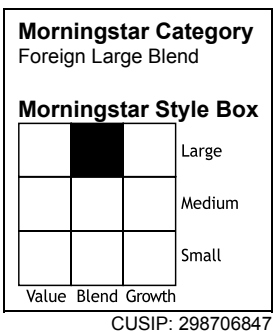 Morningstar Category
Foreign Large Blend
Morningstar Style Box
Large
Medium
Small
Value Blend Growth
CUSIP: 298706847